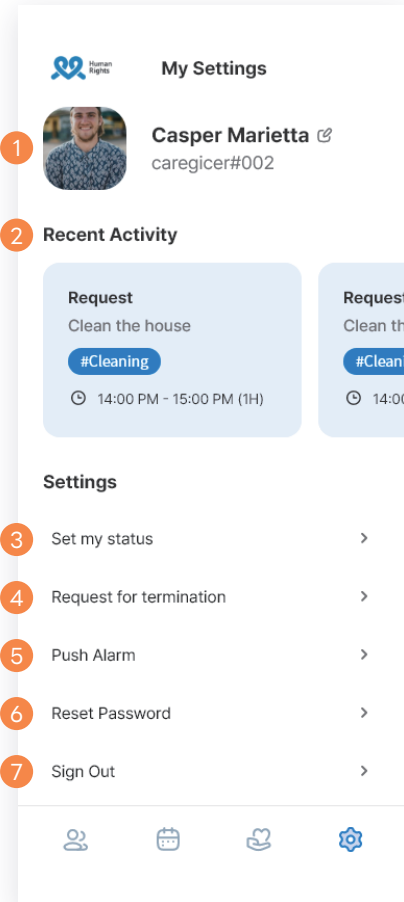 Human
Rights
My Settings
1
Casper Marietta
caregicer#002
2
Recent Activity
Request
Clean the house
#Cleaning
14:00 PM - 15:00 PM (1H)
Request
Clean th
#Clean
14:00
Settings
3
Set my status
4
Request for termination
5
Push Alarm
6
Reset Password
7
Sign Out